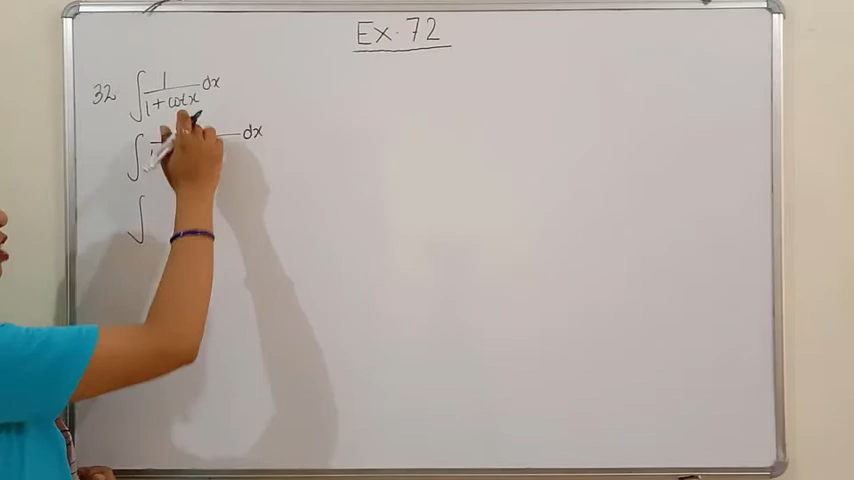 Ex. 72
32. ∫ 1/(1 + cotx) dx
∫ dx
∫